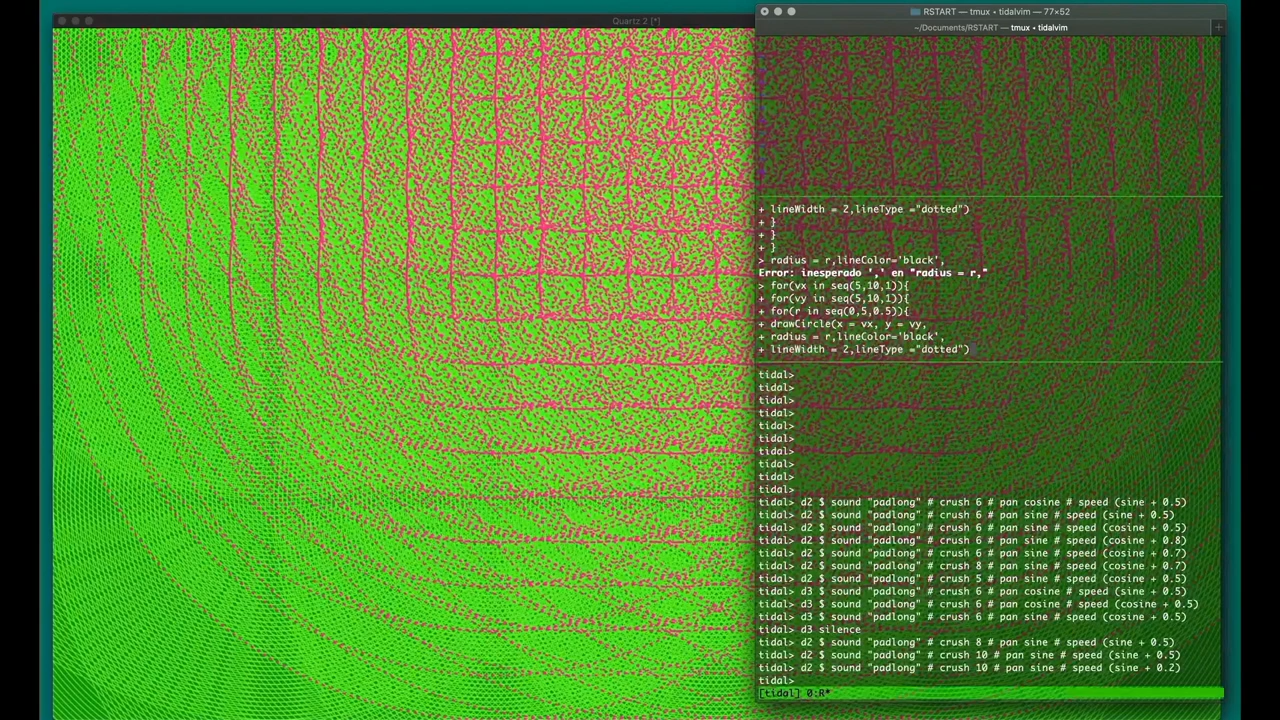 Quartz 2 [*]
RSTART — tmux • tidalvim — 77×52
~/Documents/RSTART — tmux • tidalvim
+ lineWidth = 2,lineType ="dotted")
+ }
+ }
+ }
> radius = r,lineColor='black',
Error: inesperado ',' en "radius = r,"
> for(vx in seq(5,10,1)){
+ for(vy in seq(5,10,1)){
+ for(r in seq(0,5,0.5)){
+ drawCircle(x = vx, y = vy,
+ radius = r,lineColor='black',
+ lineWidth = 2,lineType ="dotted")
tidal>
tidal>
tidal>
tidal>
tidal>
tidal>
tidal>
tidal>
tidal>
tidal>
tidal> d2 $ sound "padlong" # crush 6 # pan cosine # speed (sine + 0.5)
tidal> d2 $ sound "padlong" # crush 6 # pan sine # speed (sine + 0.5)
tidal> d2 $ sound "padlong" # crush 6 # pan sine # speed (cosine + 0.5)
tidal> d2 $ sound "padlong" # crush 6 # pan sine # speed (cosine + 0.8)
tidal> d2 $ sound "padlong" # crush 6 # pan sine # speed (cosine + 0.7)
tidal> d2 $ sound "padlong" # crush 8 # pan sine # speed (cosine + 0.7)
tidal> d2 $ sound "padlong" # crush 5 # pan sine # speed (cosine + 0.5)
tidal> d3 $ sound "padlong" # crush 6 # pan cosine # speed (sine + 0.5)
tidal> d3 $ sound "padlong" # crush 6 # pan cosine # speed (cosine + 0.5)
tidal> d3 $ sound "padlong" # crush 6 # pan sine # speed (cosine + 0.5)
tidal> d3 silence
tidal> d2 $ sound "padlong" # crush 8 # pan sine # speed (sine + 0.5)
tidal> d2 $ sound "padlong" # crush 10 # pan sine # speed (sine + 0.5)
tidal> d2 $ sound "padlong" # crush 10 # pan sine # speed (sine + 0.2)
tidal>
[tidal] 0:R*